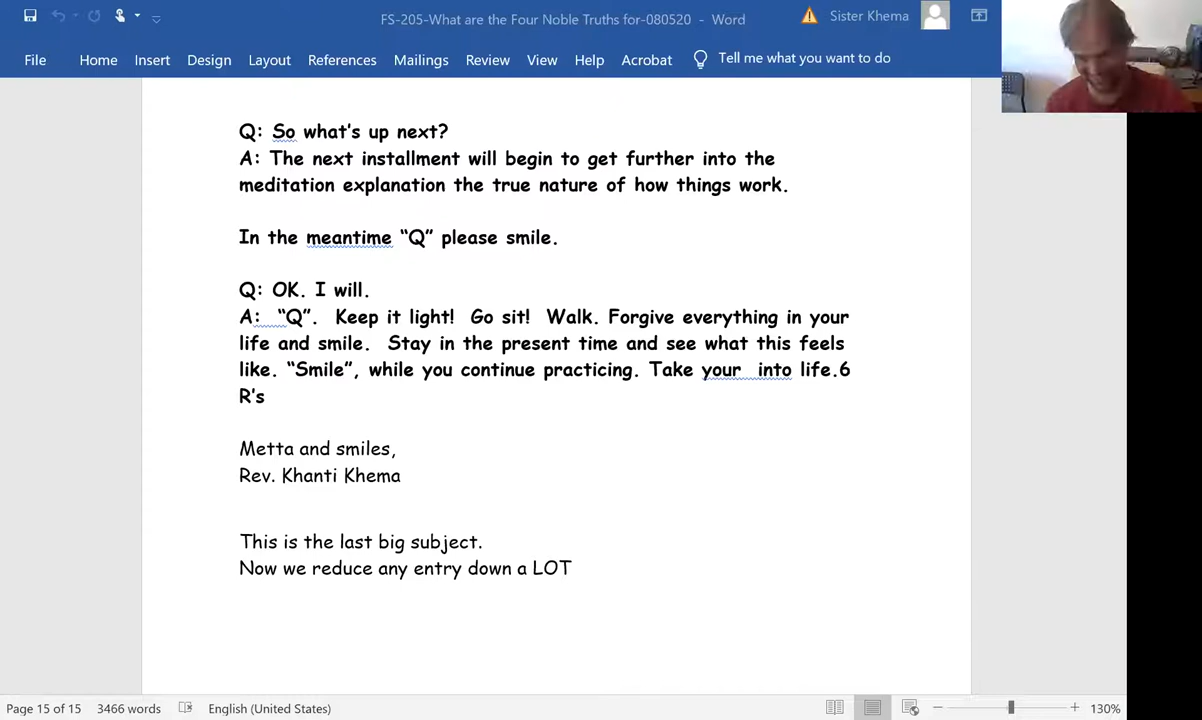 FS-205-What are the Four Noble Truths for-080520 - Word
Sister Khema
File Home Insert Design Layout References Mailings Review View Help Acrobat Tell me what you want to do
Q: So what's up next?
A: The next installment will begin to get further into the
meditation explanation the true nature of how things work.
In the meantime “Q” please smile.
Q: OK. I will.
A: “Q”. Keep it light! Go sit! Walk. Forgive everything in your
life and smile. Stay in the present time and see what this feels
like. “Smile”, while you continue practicing. Take your into life.6
R's
Metta and smiles,
Rev. Khanti Khema
This is the last big subject.
Now we reduce any entry down a LOT
Page 15 of 15 3466 words English (United States) 130%